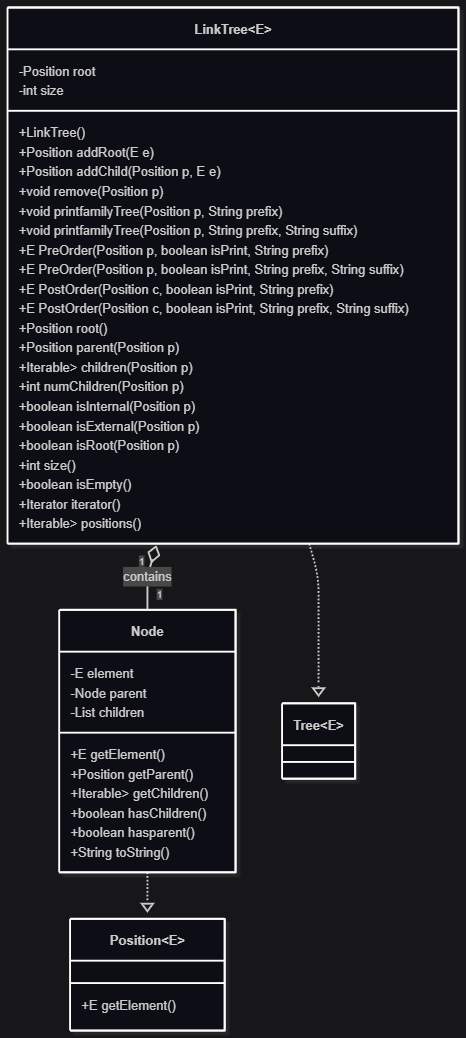 LinkTree<E>
-Position root
-int size
+LinkTree()
+Position addRoot(E e)
+Position addChild(Position p, E e)
+void remove(Position p)
+void printfamilyTree(Position p, String prefix)
+void printfamilyTree(Position p, String prefix, String suffix)
+E PreOrder(Position p, boolean isPrint, String prefix)
+E PreOrder(Position p, boolean isPrint, String prefix, String suffix)
+E PostOrder(Position c, boolean isPrint, String prefix)
+E PostOrder(Position c, boolean isPrint, String prefix, String suffix)
+Position root()
+Position parent(Position p)
+Iterable> children(Position p)
+int numChildren(Position p)
+boolean isInternal(Position p)
+boolean isExternal(Position p)
+boolean isRoot(Position p)
+int size()
+boolean isEmpty()
+Iterator iterator()
+Iterable> positions()
1
contains
1
Node
-E element
-Node parent
-List children
+E getElement()
+Position getParent()
+Iterable> getChildren()
+boolean hasChildren()
+boolean hasparent()
+String toString()
Tree<E>
Position<E>
+E getElement()